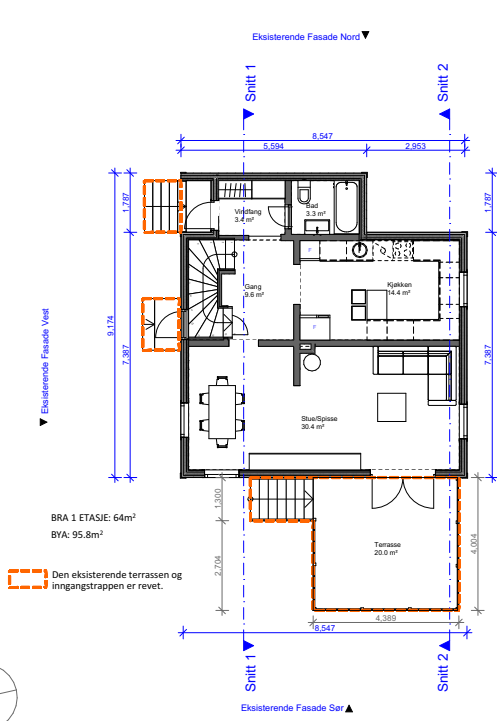 Eksisterende Fasade Nord
Snitt 1
Snitt 2
8,547
5,594
2,953
1,787
1,787
Vindfang
3.4 m²
Bad
3.3 m²
F
Gang
9.6 m²
Kjøkken
14.4 m²
F
9,174
7,387
7,387
Eksisterende Fasade Vest
Stue/Spisse
30.4 m²
1,300
2,704
4,004
Terrasse
20.0 m²
BRA 1 ETASJE: 64m²
BYA: 95.8m²
Den eksisterende terrassen og
inngangstrappen er revet.
4,389
8,547
Snitt 1
Snitt 2
Eksisterende Fasade Sør